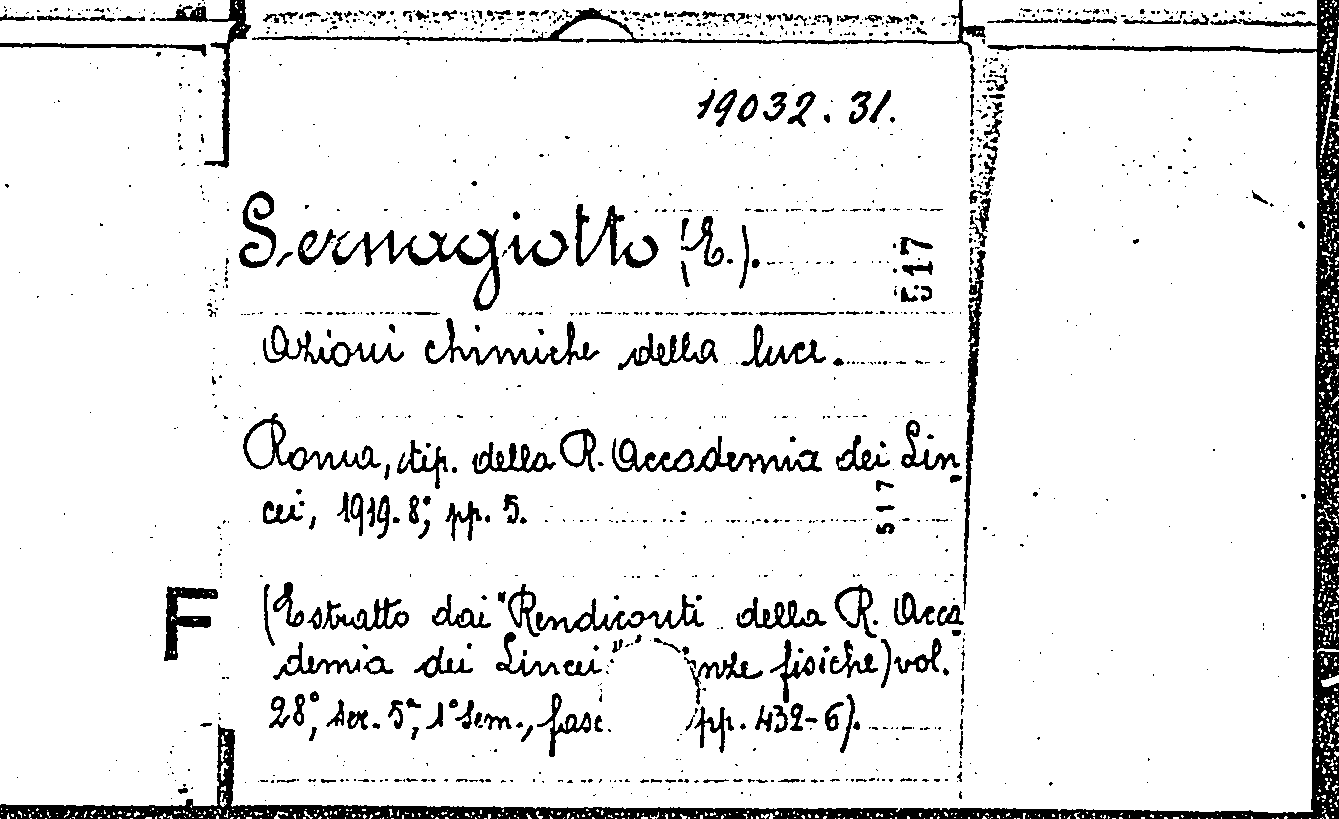 19032.31.
Sernagiotto (E.).
517
Azioni chimiche della luce.
Roma, tip. della R. Accademia dei Lin-
cei, 1919. 8°, pp. 5.
517
F
(Estratto dai "Rendiconti della R. Acca-
demia dei Lincei" fisiche) vol.
28°, ser. 5ª, 1° sem., fasc. pp. 432-6).